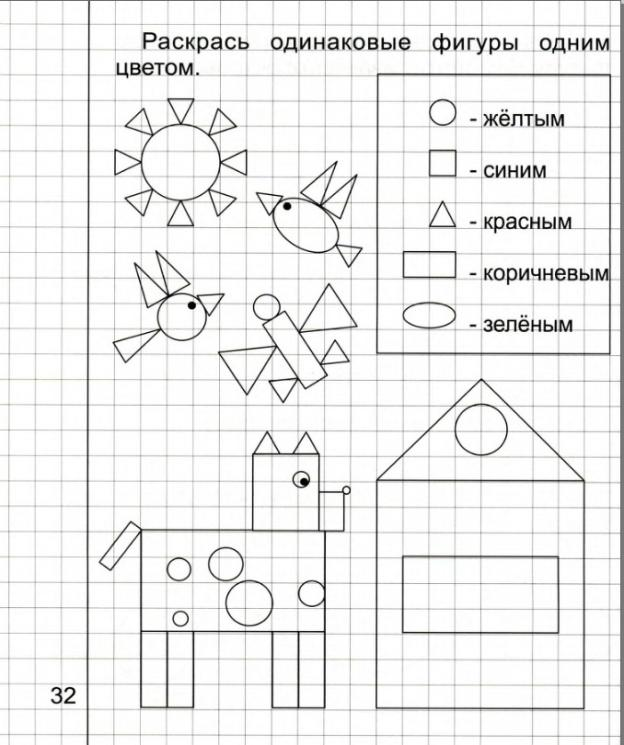 Раскрась одинаковые фигуры одним
цветом.
- жёлтым
- синим
- красным
- коричневым
- зелёным
32